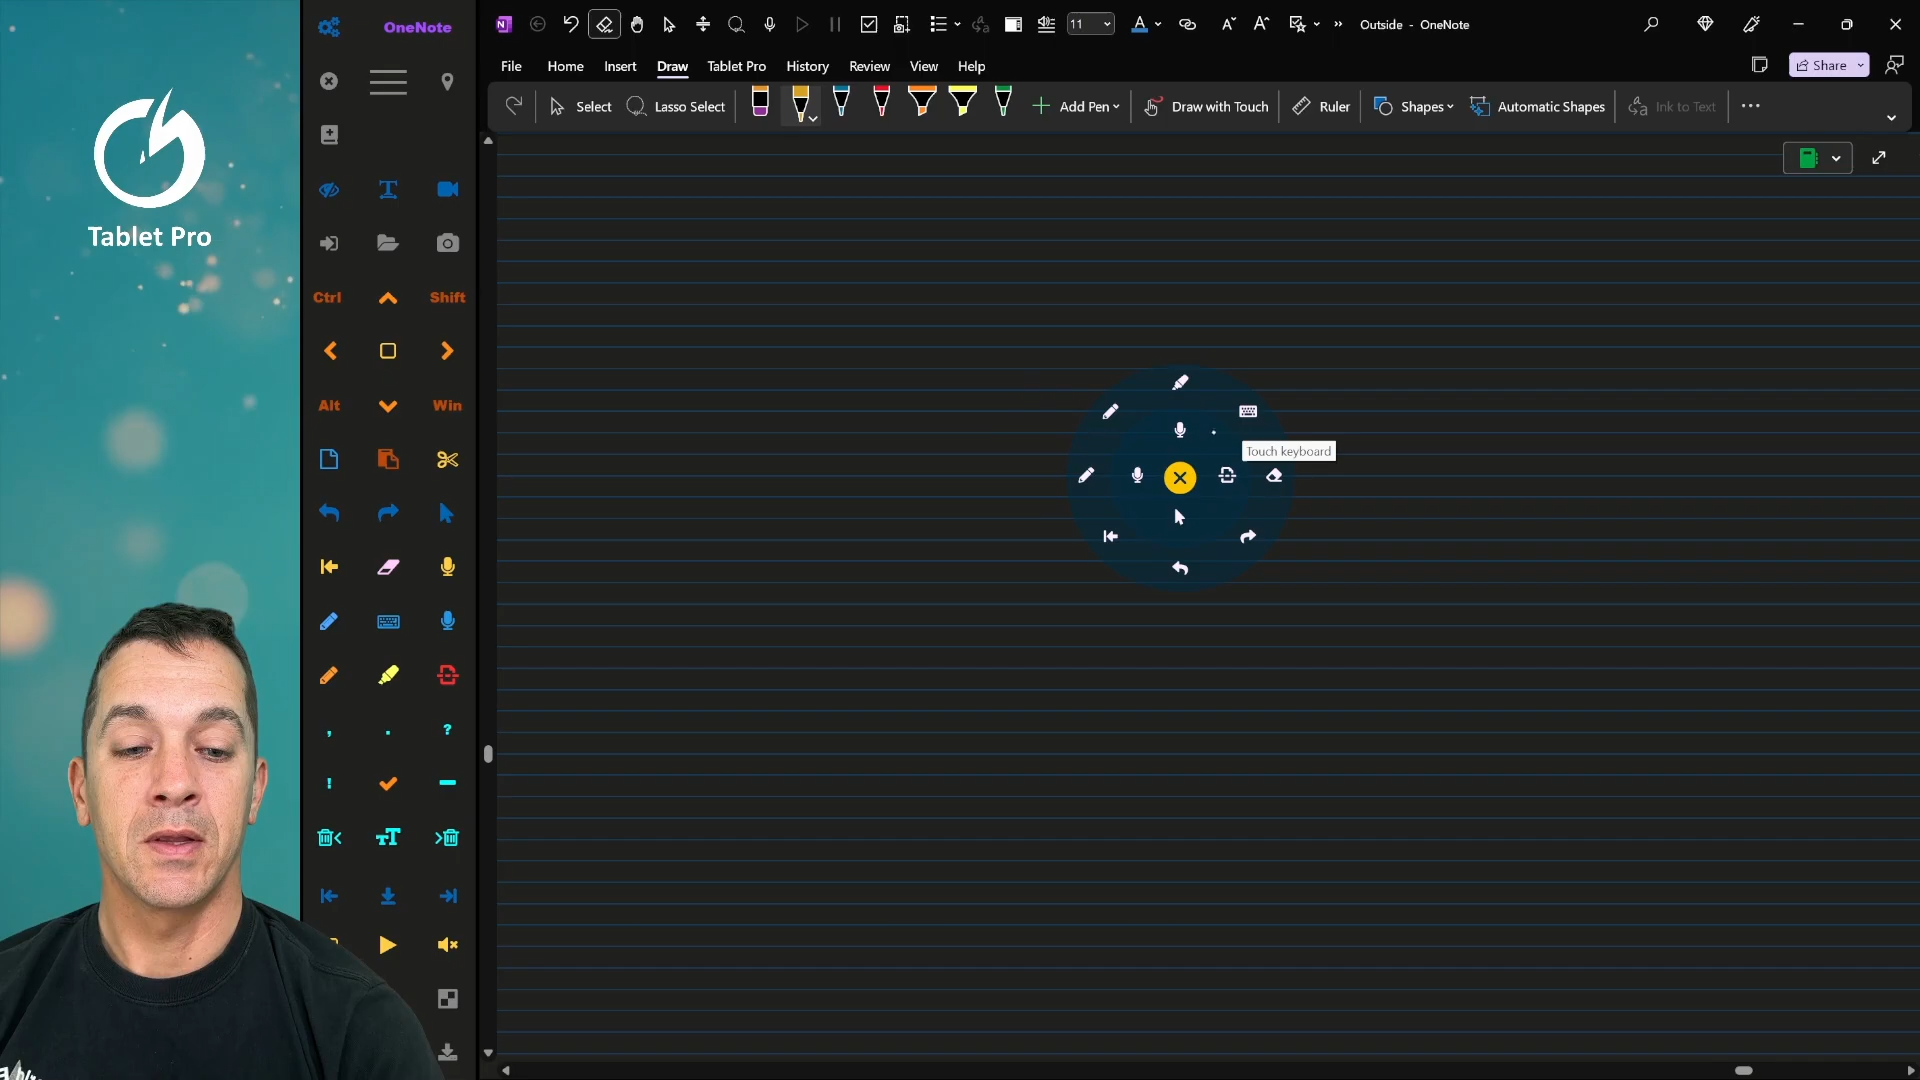 OneNote
11
Outside - OneNote
File
Home
Insert
Draw
Tablet Pro
History
Review
View
Help
Share
Select
Lasso Select
Add Pen
Draw with Touch
Ruler
Shapes
Automatic Shapes
Ink to Text
Tablet Pro
Ctrl
Shift
Alt
Win
Touch keyboard
,
.
?
!